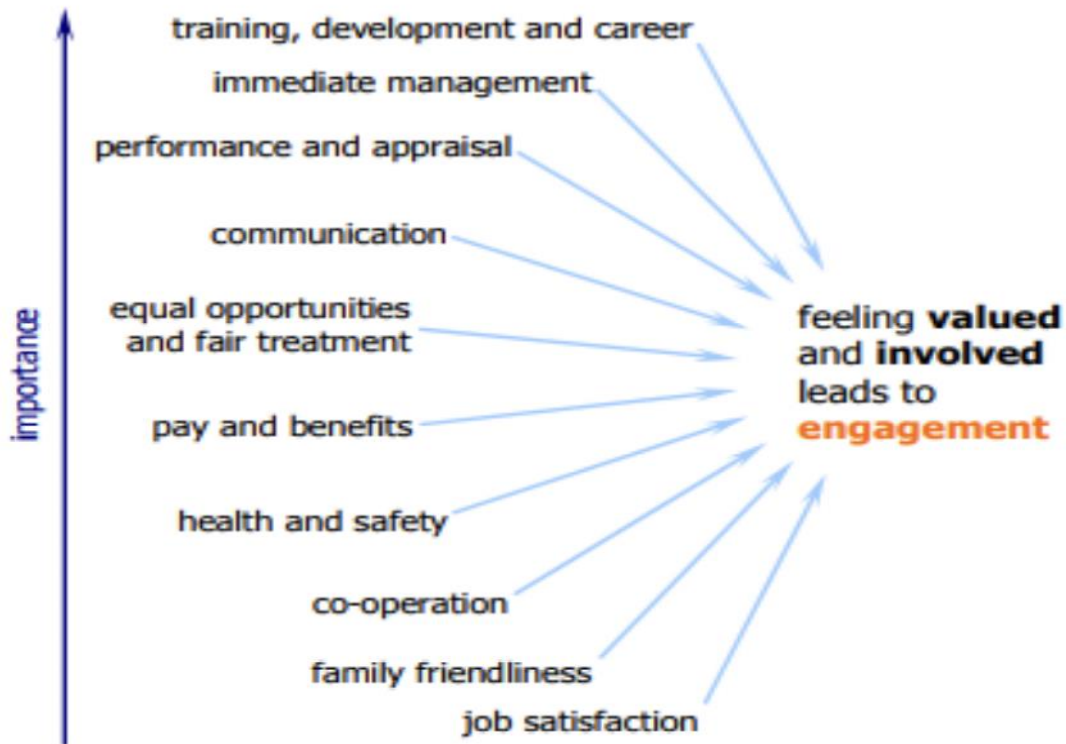 training, development and career
immediate management
performance and appraisal
communication
equal opportunities
and fair treatment
pay and benefits
health and safety
co-operation
family friendliness
job satisfaction
importance
feeling valued
and involved
leads to
engagement